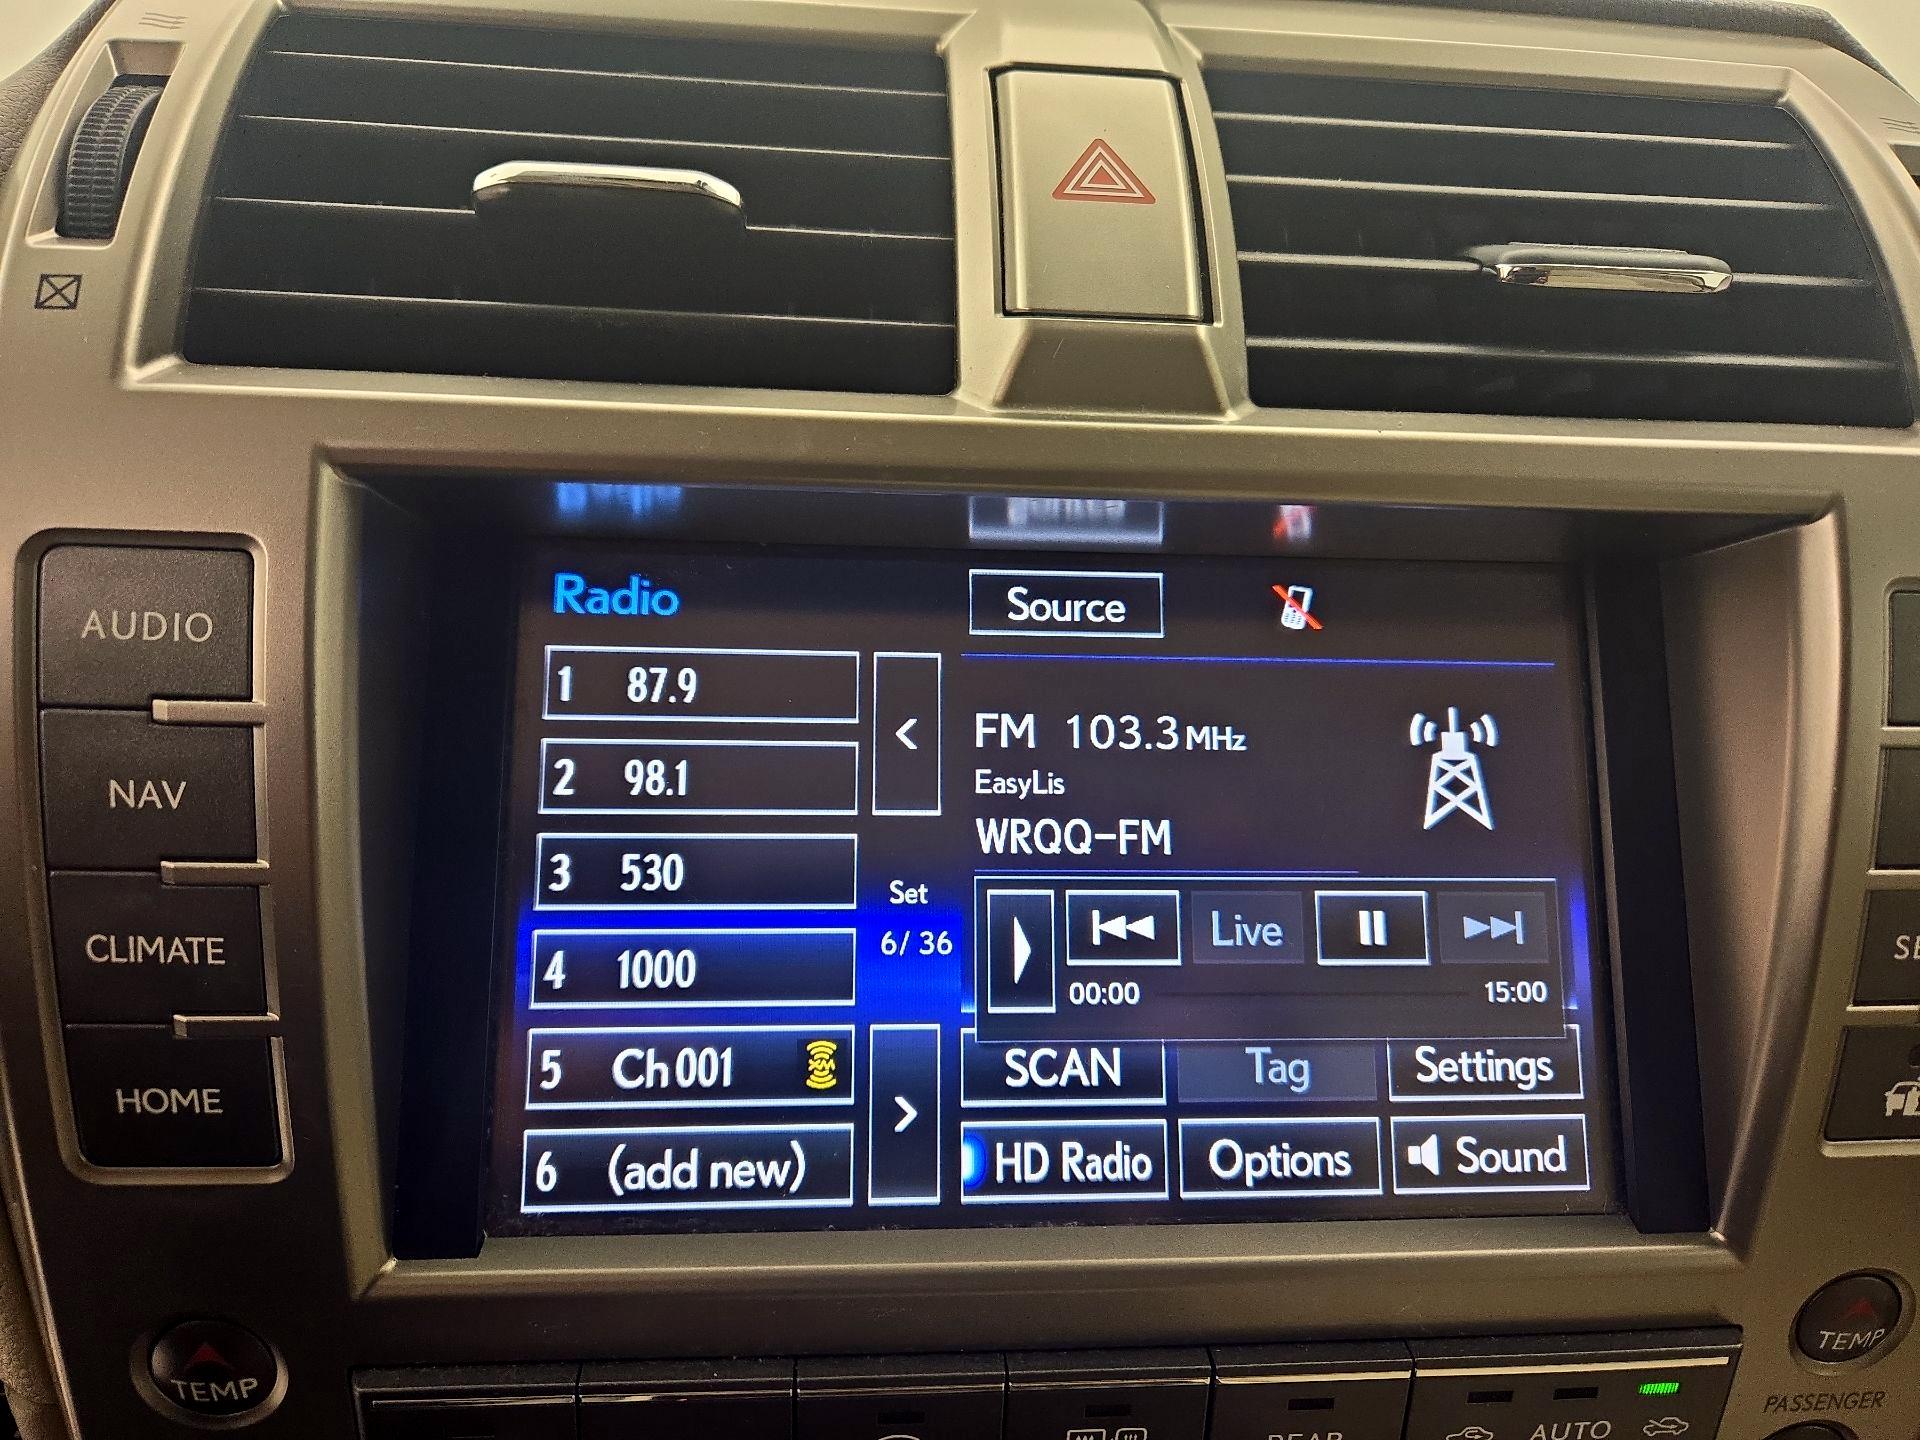 Radio
Source
1 87.9
2 98.1
3 530
4 1000
5 Ch 001
XM
6 (add new)
<
Set
6/ 36
>
FM 103.3 MHz
EasyLis
WRQQ-FM
Live
00:00 15:00
SCAN Tag Settings
HD Radio Options Sound
AUDIO
NAV
CLIMATE
HOME
TEMP
TEMP
PASSENGER
AUTO